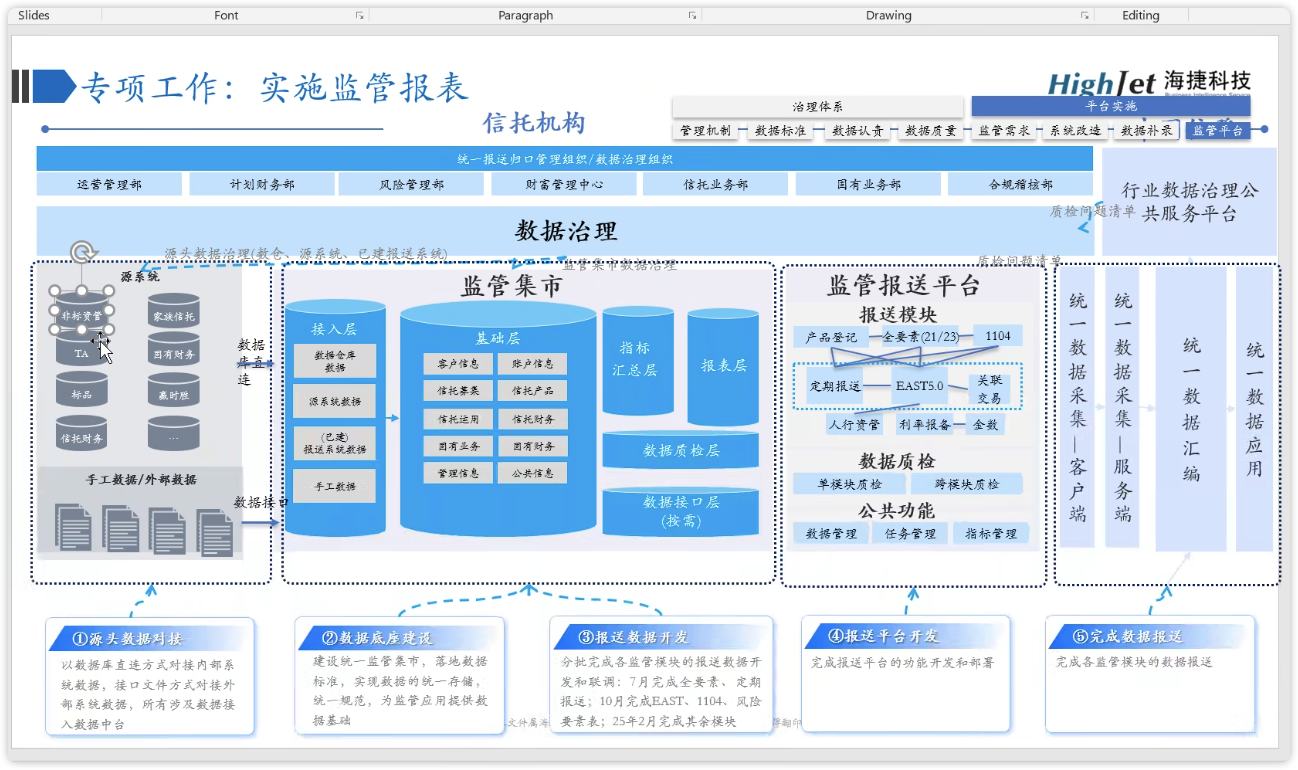 Slides
Font
Paragraph
Drawing
Editing
专项工作：实施监管报表
HighJet 海捷科技
Business Intelligence Service
治理体系
平台实施
管理机制
数据标准
数据认责
数据质量
监管需求
系统改造
数据补录
监管平台
信托机构
统一报送归口管理组织/数据治理组织
运营管理部
计划财务部
风险管理部
财富管理中心
信托业务部
固有业务部
合规稽核部
行业数据治理公
共服务平台
数据治理
质检问题清单
源头数据治理(数仓、源系统、已建报送系统)
监管集市数据治理
质检问题清单
源系统
非标资管
家族信托
TA
固有财务
标品
赢时胜
信托财务
...
手工数据/外部数据
数据
库直
连
数据接口
监管集市
接入层
数据仓库
数据
源系统数据
(已建)
报送系统数据
手工数据
基础层
客户信息
账户信息
信托募集
信托产品
信托运用
信托财务
固有业务
固有财务
管理信息
公共信息
指标
汇总层
报表层
数据质检层
数据接口层
(按需)
监管报送平台
报送模块
产品登记
全要素(21/23)
1104
定期报送
EAST5.0
关联
交易
人行资管
利率报备
金数
数据质检
单模块质检
跨模块质检
公共功能
数据管理
任务管理
指标管理
统一数据采集—客户端
统一数据采集—服务端
统一数据汇编
统一数据应用
①源头数据对接
以数据库直连方式对接内部系
统数据，接口文件方式对接外
部系统数据，所有涉及数据接
入数据中台
②数据底座建设
建设统一监管集市，落地数据
标准，实现数据的统一存储，
统一规范，为监管应用提供数
据基础
③报送数据开发
分批完成各监管模块的报送数据开
发和联调：7月完成全要素、定期
报送；10月完成EAST、1104、风险
要素表；25年2月完成其余模块
④报送平台开发
完成报送平台的功能开发和部署
⑤完成数据报送
完成各监管模块的数据报送
文件属海
翻印